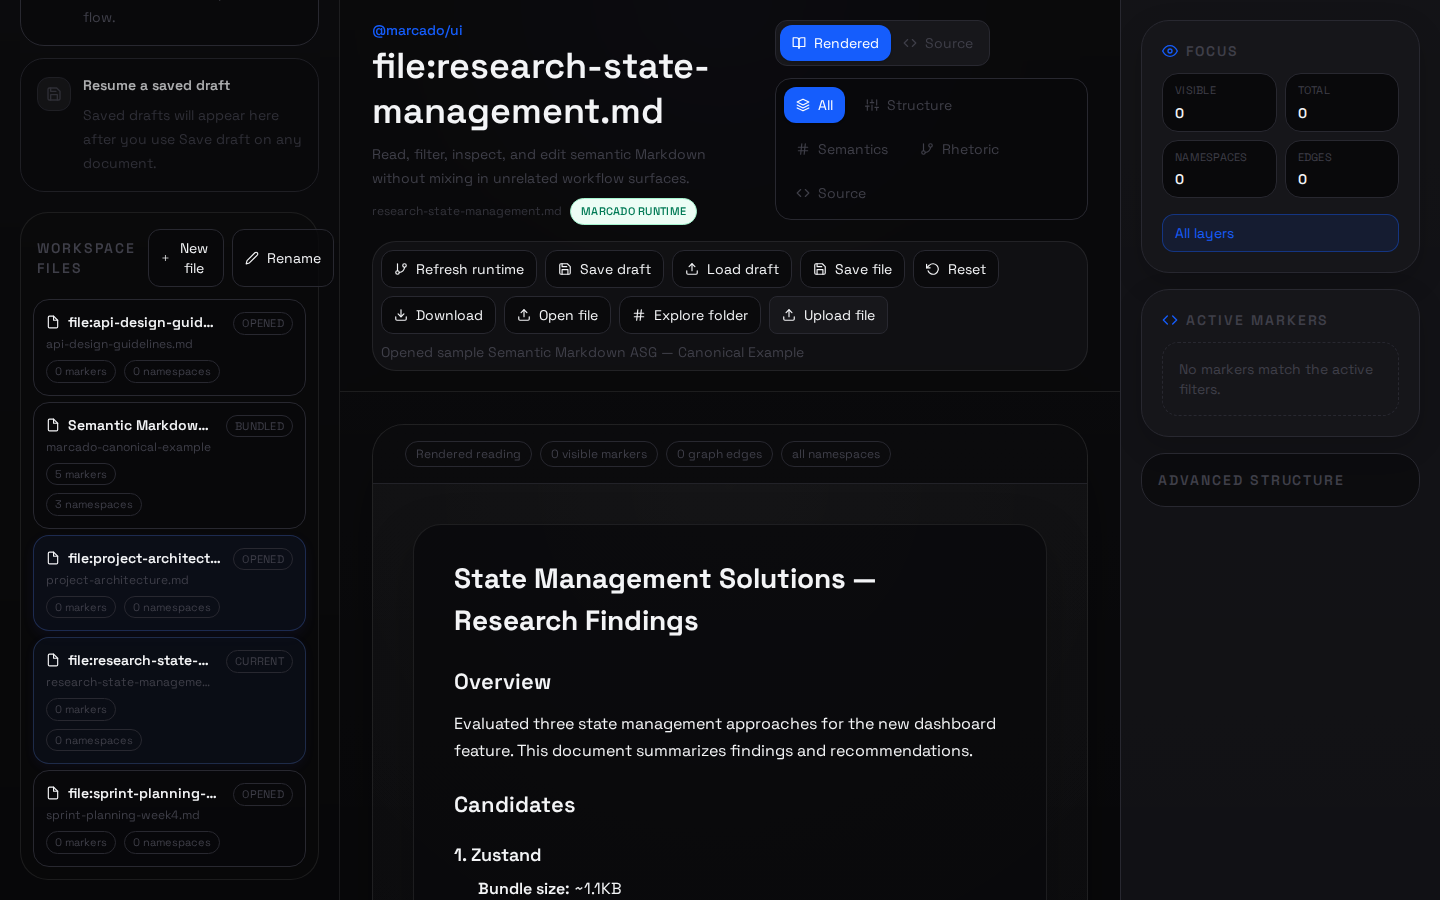 flow.
Resume a saved draft
Saved drafts will appear here
after you use Save draft on any
document.
WORKSPACE
FILES
New
file
Rename
file:api-design-guid...
OPENED
api-design-guidelines.md
0 markers
0 namespaces
Semantic Markdow...
BUNDLED
marcado-canonical-example
5 markers
3 namespaces
file:project-architect...
OPENED
project-architecture.md
0 markers
0 namespaces
file:research-state-...
CURRENT
research-state-manageme...
0 markers
0 namespaces
file:sprint-planning-...
OPENED
sprint-planning-week4.md
0 markers
0 namespaces
@marcado/ui
file:research-state-
management.md
Read, filter, inspect, and edit semantic Markdown
without mixing in unrelated workflow surfaces.
research-state-management.md
MARCADO RUNTIME
Rendered
Source
All
Structure
Semantics
Rhetoric
Source
Refresh runtime
Save draft
Load draft
Save file
Reset
Download
Open file
Explore folder
Upload file
Opened sample Semantic Markdown ASG — Canonical Example
Rendered reading
0 visible markers
0 graph edges
all namespaces
State Management Solutions —
Research Findings
Overview
Evaluated three state management approaches for the new dashboard
feature. This document summarizes findings and recommendations.
Candidates
1. Zustand
Bundle size: ~1.1KB
FOCUS
VISIBLE
0
TOTAL
0
NAMESPACES
0
EDGES
0
All layers
ACTIVE MARKERS
No markers match the active
filters.
ADVANCED STRUCTURE